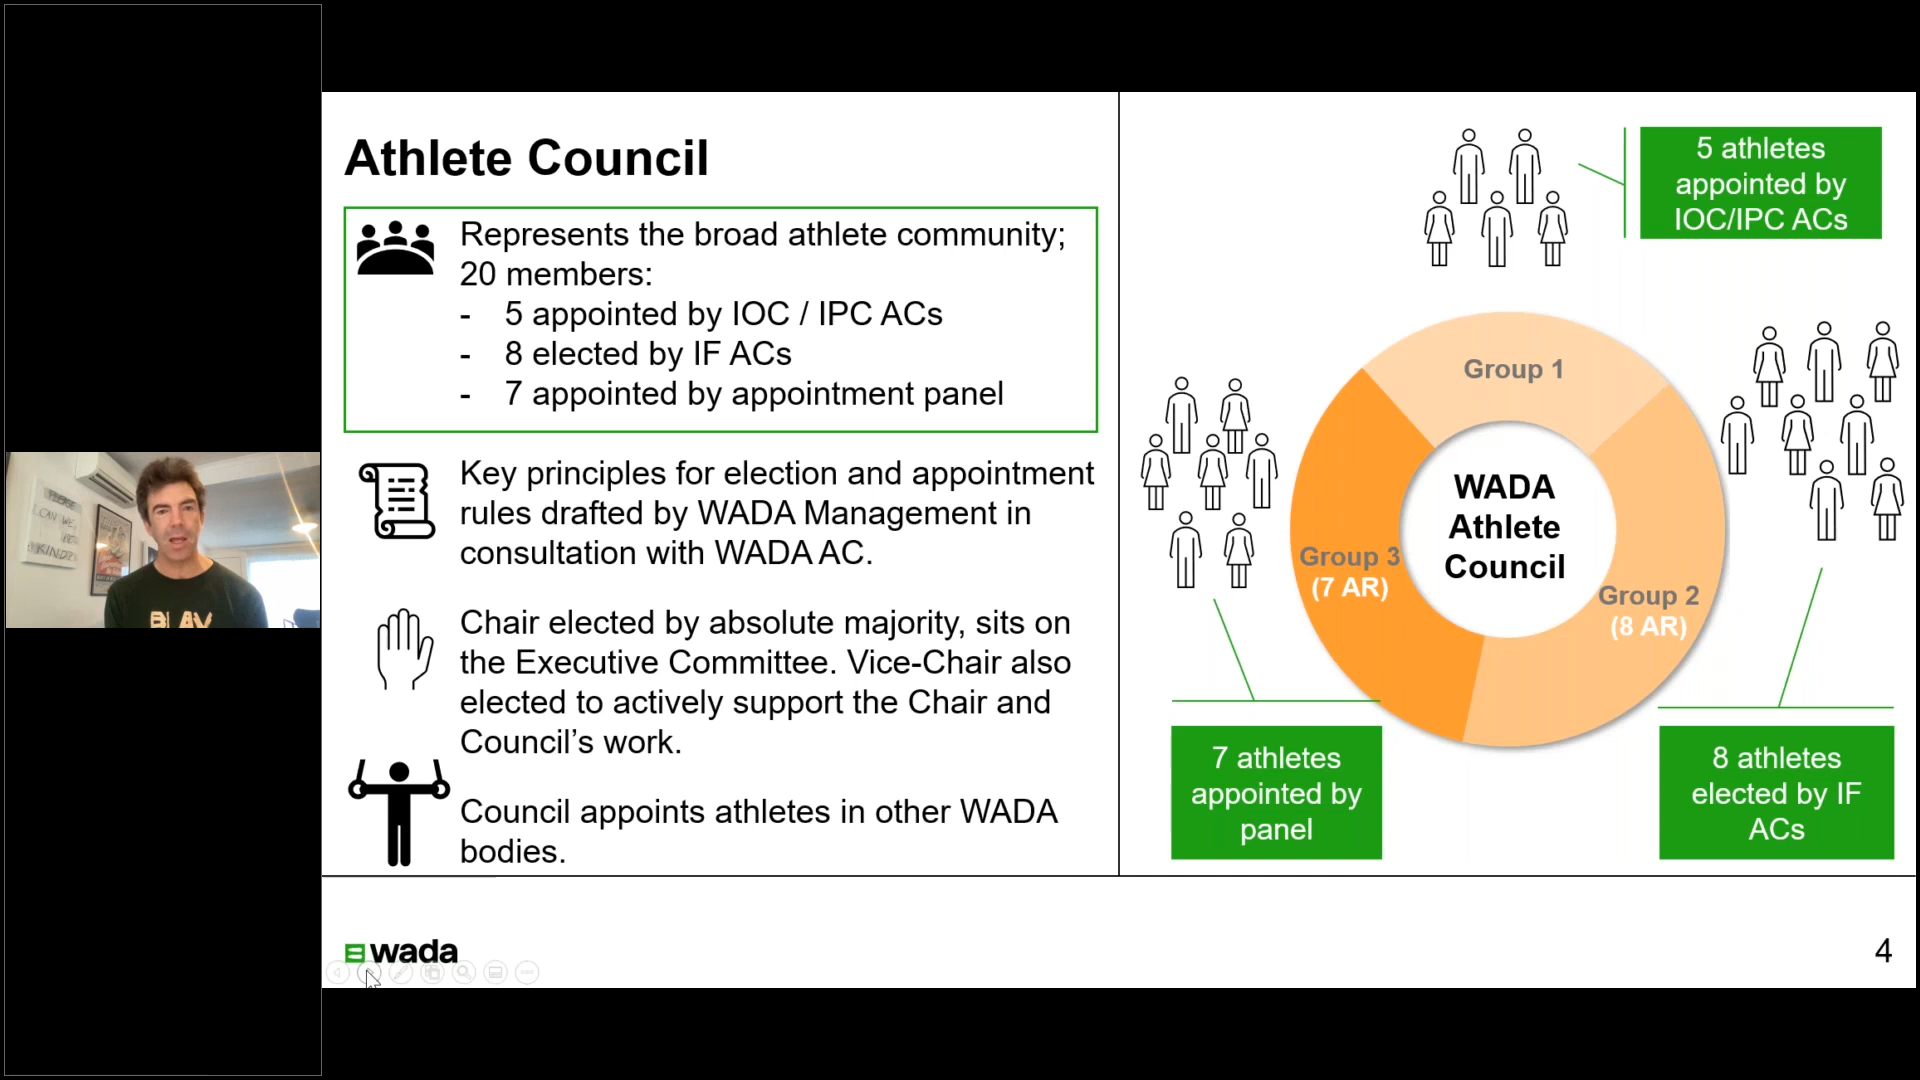 Athlete Council
Represents the broad athlete community;
20 members:
- 5 appointed by IOC / IPC ACs
- 8 elected by IF ACs
- 7 appointed by appointment panel
Key principles for election and appointment
rules drafted by WADA Management in
consultation with WADA AC.
Chair elected by absolute majority, sits on
the Executive Committee. Vice-Chair also
elected to actively support the Chair and
Council’s work.
Council appoints athletes in other WADA
bodies.
5 athletes
appointed by
IOC/IPC ACs
Group 1
WADA
Athlete
Council
Group 3
(7 AR)
Group 2
(8 AR)
7 athletes
appointed by
panel
8 athletes
elected by IF
ACs
wada
4
PLEASE
CAN WE
BE
KIND?